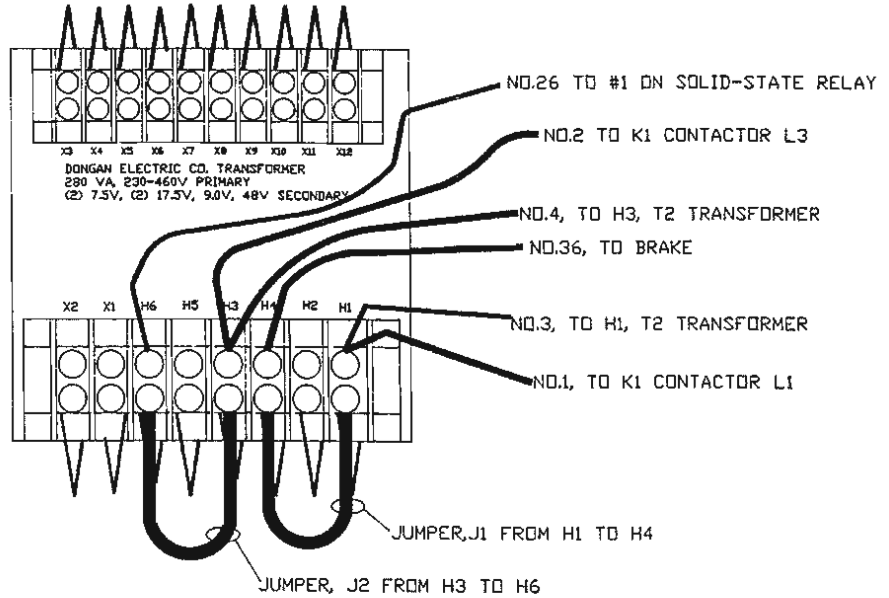 NO.26 TO #1 ON SOLID-STATE RELAY
NO.2 TO K1 CONTACTOR L3
X3 X4 X5 X6 X7 X8 X9 X10 X11 X12
DONGAN ELECTRIC CO. TRANSFORMER
280 VA, 230-460V PRIMARY
(2) 7.5V, (2) 17.5V, 9.0V, 48V SECONDARY
NO.4, TO H3, T2 TRANSFORMER
NO.36, TO BRAKE
X2 X1 H6 H5 H3 H4 H2 H1
NO.3, TO H1, T2 TRANSFORMER
NO.1, TO K1 CONTACTOR L1
JUMPER,J1 FROM H1 TO H4
JUMPER, J2 FROM H3 TO H6